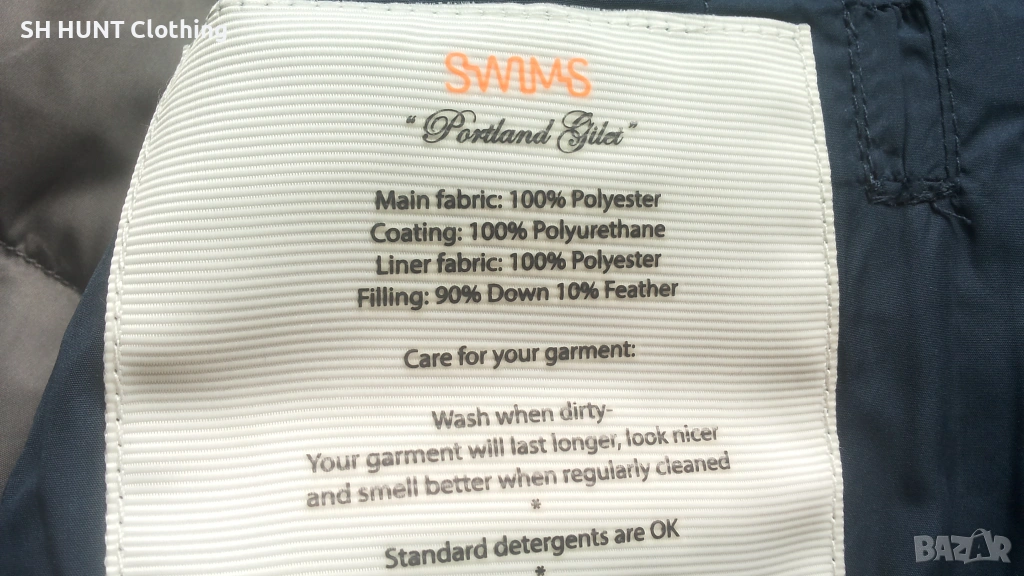 SH HUNT Clothing
SWIMS
"Portland Gilet"
Main fabric: 100% Polyester
Coating: 100% Polyurethane
Liner fabric: 100% Polyester
Filling: 90% Down 10% Feather
Care for your garment:
Wash when dirty-
Your garment will last longer, look nicer
and smell better when regularly cleaned
*
Standard detergents are OK
*
BAZAR